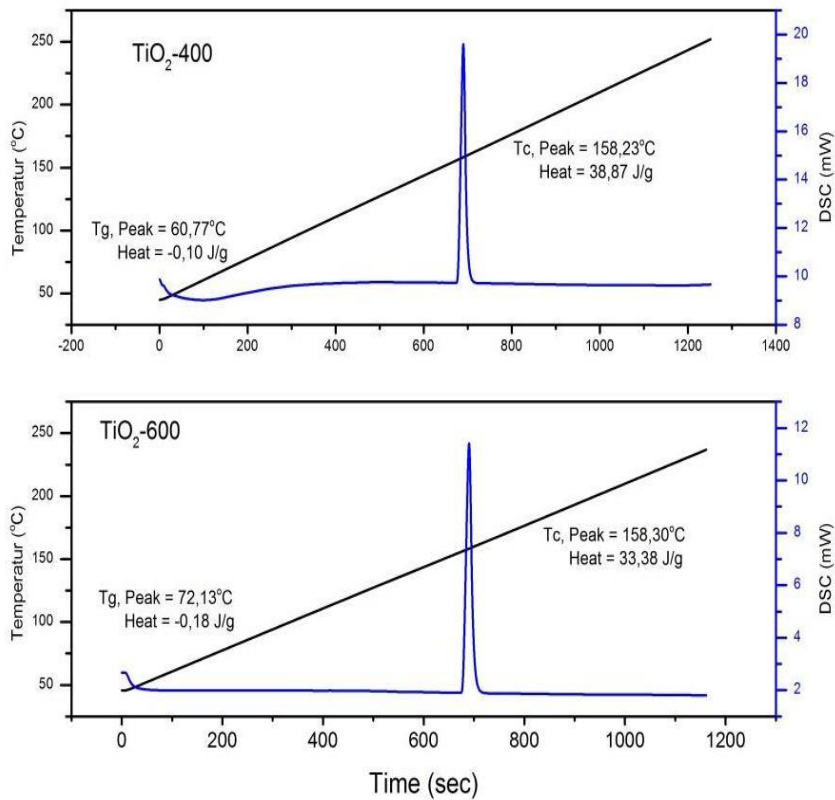 TiO2-400
Temperatur (°C)
250
200
150
100
50
Tg, Peak = 60,77°C
Heat = -0,10 J/g
Tc, Peak = 158,23°C
Heat = 38,87 J/g
DSC (mW)
20
18
16
14
12
10
8
-200 0 200 400 600 800 1000 1200 1400
TiO2-600
Temperatur (°C)
250
200
150
100
50
Tg, Peak = 72,13°C
Heat = -0,18 J/g
Tc, Peak = 158,30°C
Heat = 33,38 J/g
DSC (mW)
12
10
8
6
4
2
0 200 400 600 800 1000 1200
Time (sec)